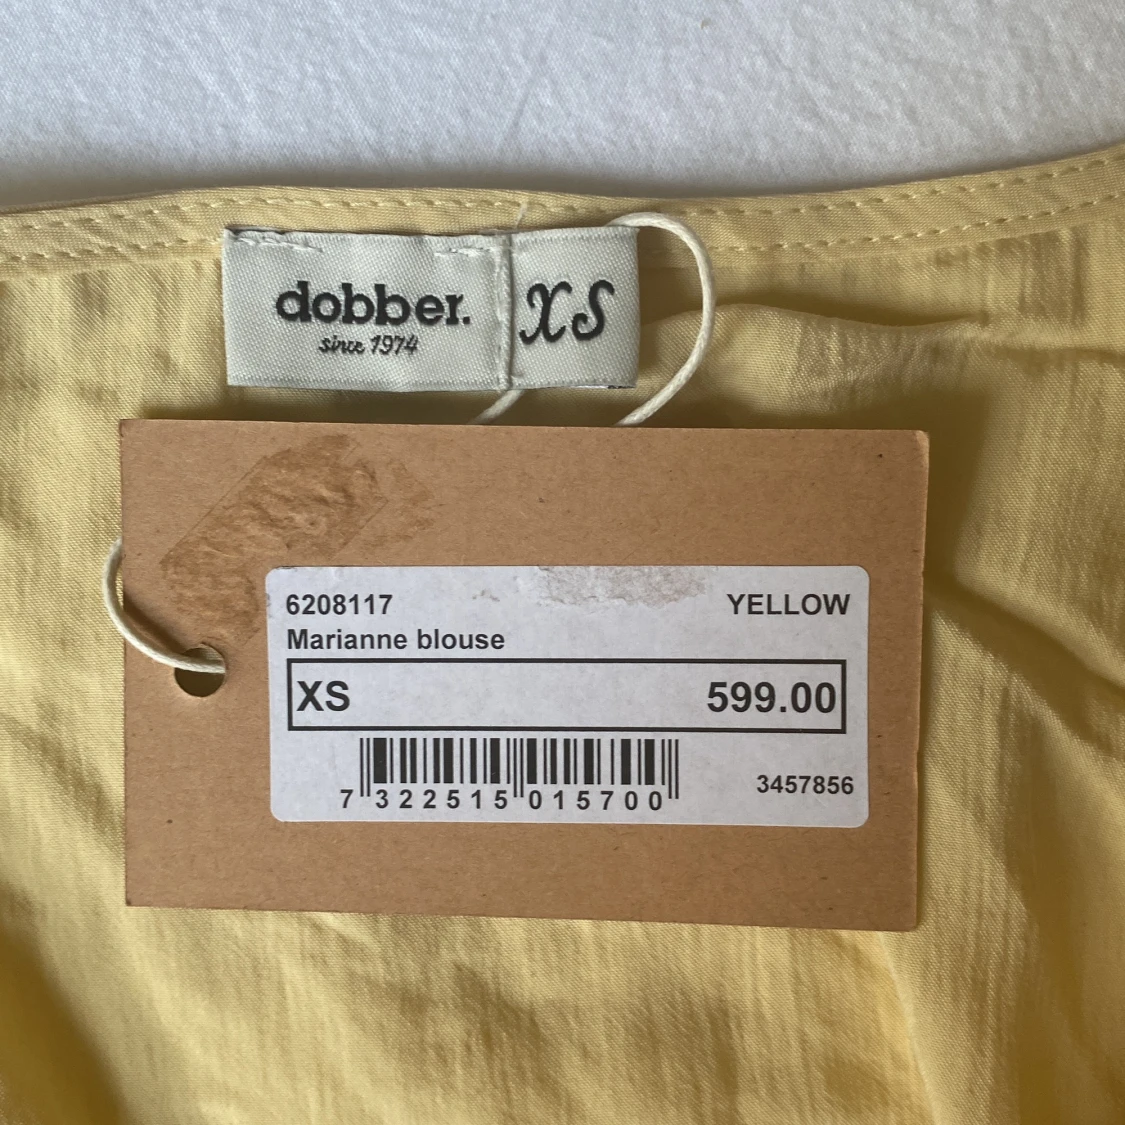 dobber. XS
since 1974
6208117 YELLOW
Marianne blouse
XS 599.00
3457856
7 322515 015700